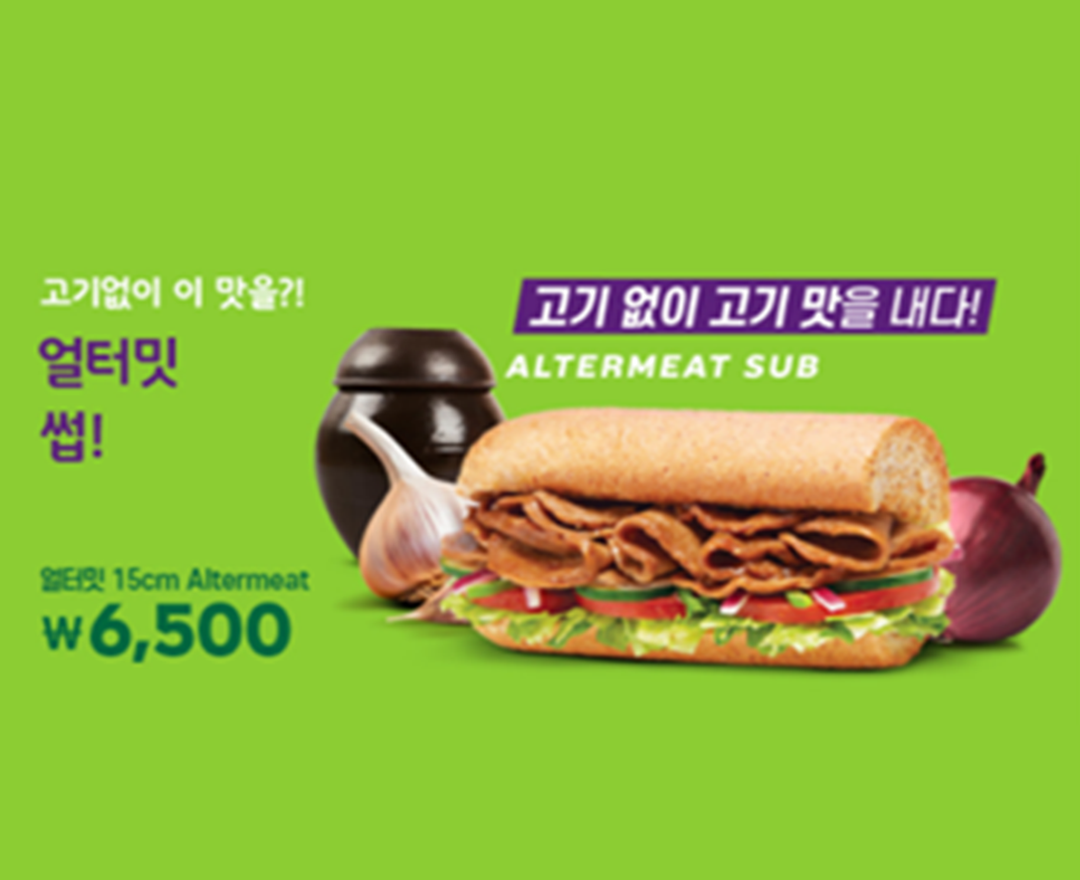 고기없이 이 맛을?!
얼터밋
썹!
얼터밋 15cm Altermeat
₩6,500
고기 없이 고기 맛을 내다!
ALTERMEAT SUB